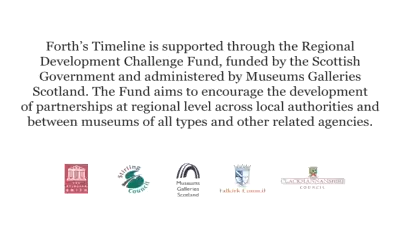 Forth's Timeline is supported through the Regional
Development Challenge Fund, funded by the Scottish
Government and administered by Museums Galleries
Scotland. The Fund aims to encourage the development
of partnerships at regional level across local authorities and
between museums of all types and other related agencies.
Stirling
Council
Museums
Galleries
Scotland
Falkirk Council
CLACKMANNANSHIRE
COUNCIL